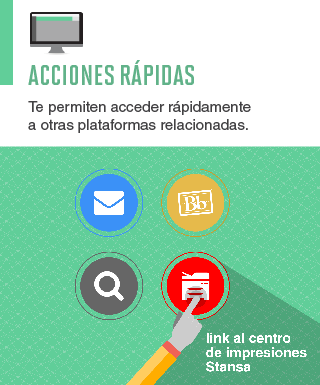 ACCIONES RÁPIDAS
Te permiten acceder rápidamente
a otras plataformas relacionadas.
Bb
link al centro
de impresiones
Stansa